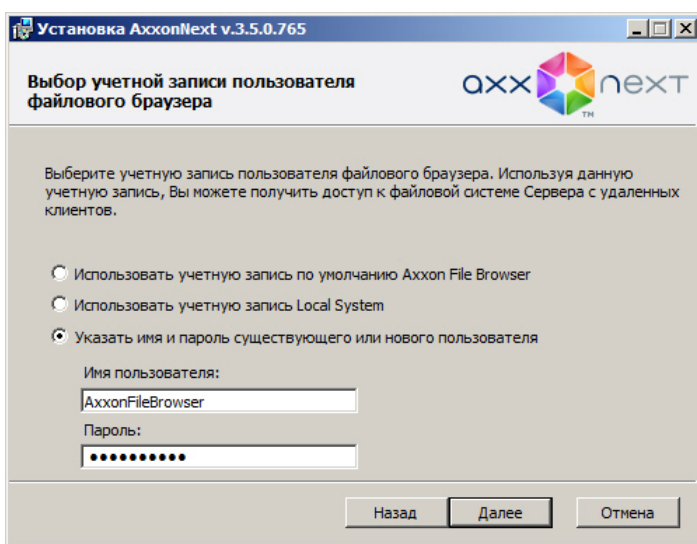 Установка AxxonNext v.3.5.0.765
Выбор учетной записи пользователя
файлового браузера
axx next
TM
Выберите учетную запись пользователя файлового браузера. Используя данную
учетную запись, Вы можете получить доступ к файловой системе Сервера с удаленных
клиентов.
Использовать учетную запись по умолчанию Axxon File Browser
Использовать учетную запись Local System
Указать имя и пароль существующего или нового пользователя
Имя пользователя:
AxxonFileBrowser
Пароль:
●●●●●●●●●●
Назад Далее Отмена